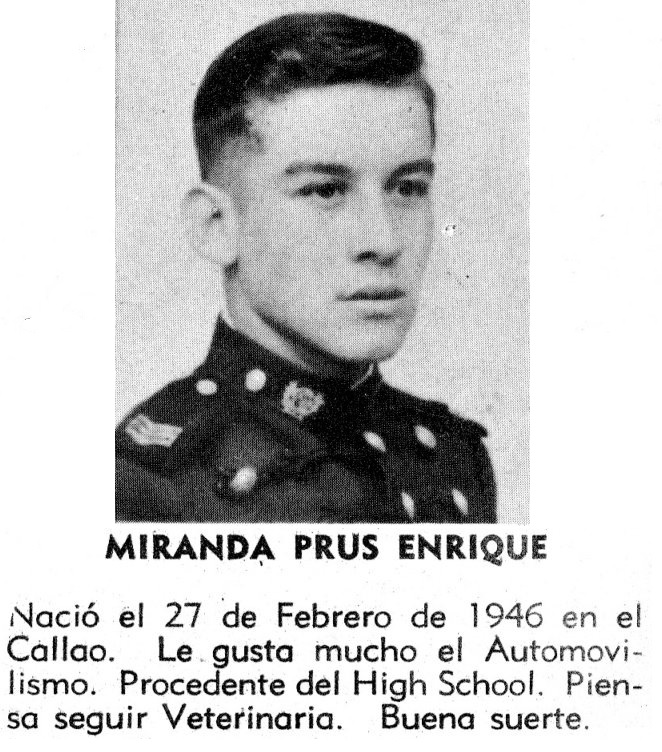 MIRANDA PRUS ENRIQUE
Nació el 27 de Febrero de 1946 en el
Callao. Le gusta mucho el Automovi-
lismo. Procedente del High School. Pien-
sa seguir Veterinaria. Buena suerte.